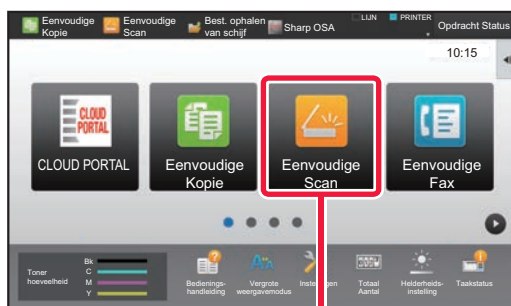 Eenvoudige Kopie
Eenvoudige Scan
Best. ophalen van schijf
Sharp OSA
LIJN
PRINTER
Opdracht Status
10:15
CLOUD PORTAL
CLOUD PORTAL
Eenvoudige Kopie
Eenvoudige Scan
Eenvoudige Fax
Toner hoeveelheid
Bk
C
M
Y
Bedienings-handleiding
Vergrote weergavemodus
Instellingen
Totaal Aantal
Helderheids-instelling
Taakstatus